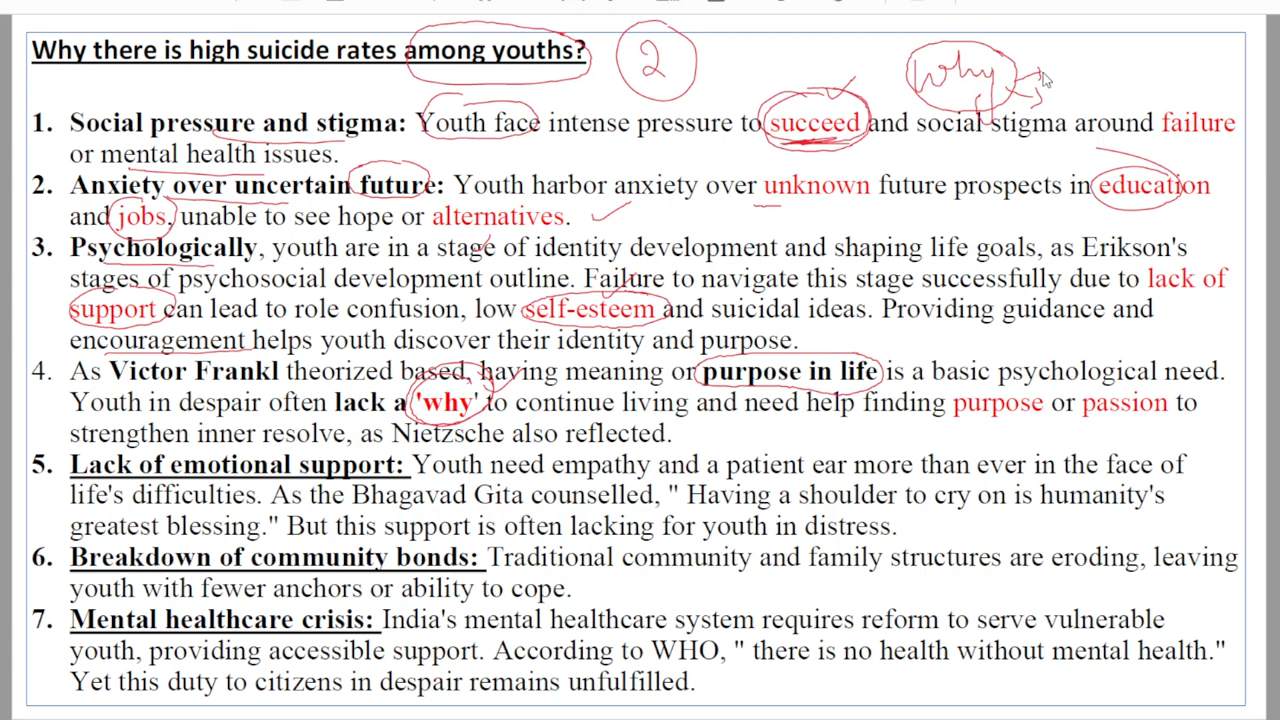 Why there is high suicide rates among youths?
2
why
1. Social pressure and stigma: Youth face intense pressure to succeed and social stigma around failure
or mental health issues.
2. Anxiety over uncertain future: Youth harbor anxiety over unknown future prospects in education
and jobs, unable to see hope or alternatives.
3. Psychologically, youth are in a stage of identity development and shaping life goals, as Erikson's
stages of psychosocial development outline. Failure to navigate this stage successfully due to lack of
support can lead to role confusion, low self-esteem and suicidal ideas. Providing guidance and
encouragement helps youth discover their identity and purpose.
4. As Victor Frankl theorized based, having meaning or purpose in life is a basic psychological need.
Youth in despair often lack a 'why' to continue living and need help finding purpose or passion to
strengthen inner resolve, as Nietzsche also reflected.
5. Lack of emotional support: Youth need empathy and a patient ear more than ever in the face of
life's difficulties. As the Bhagavad Gita counselled, " Having a shoulder to cry on is humanity's
greatest blessing." But this support is often lacking for youth in distress.
6. Breakdown of community bonds: Traditional community and family structures are eroding, leaving
youth with fewer anchors or ability to cope.
7. Mental healthcare crisis: India's mental healthcare system requires reform to serve vulnerable
youth, providing accessible support. According to WHO, " there is no health without mental health."
Yet this duty to citizens in despair remains unfulfilled.